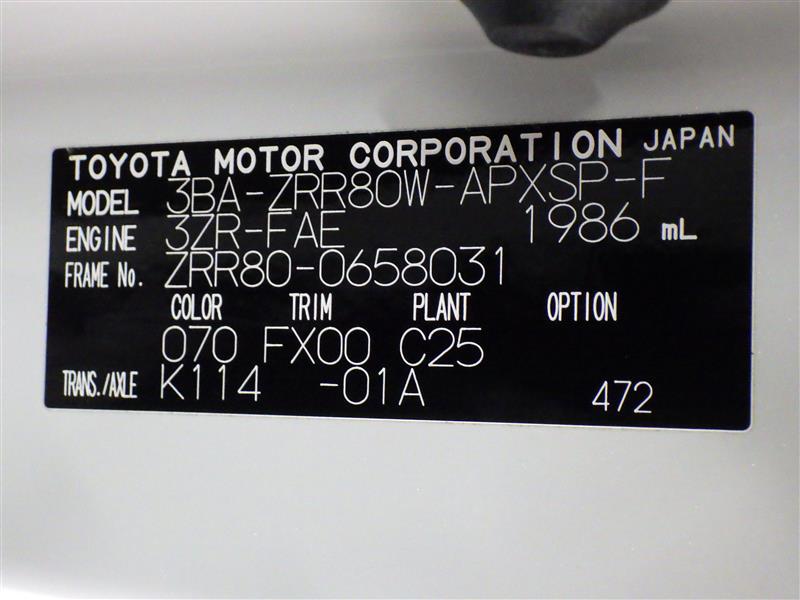 TOYOTA MOTOR CORPORATION JAPAN
MODEL 3BA-ZRR80W-APXSP-F
ENGINE 3ZR-FAE 1986 mL
FRAME No. ZRR80-0658031
COLOR TRIM PLANT OPTION
070 FX00 C25
TRANS./AXLE K114 -01A 472